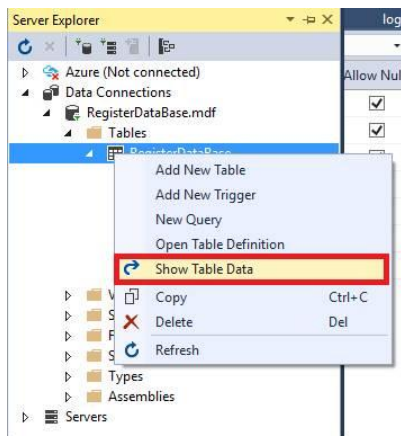 Server Explorer
log
Azure (Not connected)
Allow Nul
Data Connections
RegisterDataBase.mdf
Tables
RegisterDataBase
Add New Table
Add New Trigger
New Query
Open Table Definition
Show Table Data
V
Copy Ctrl+C
S
Delete Del
F
S
Refresh
Types
Assemblies
Servers